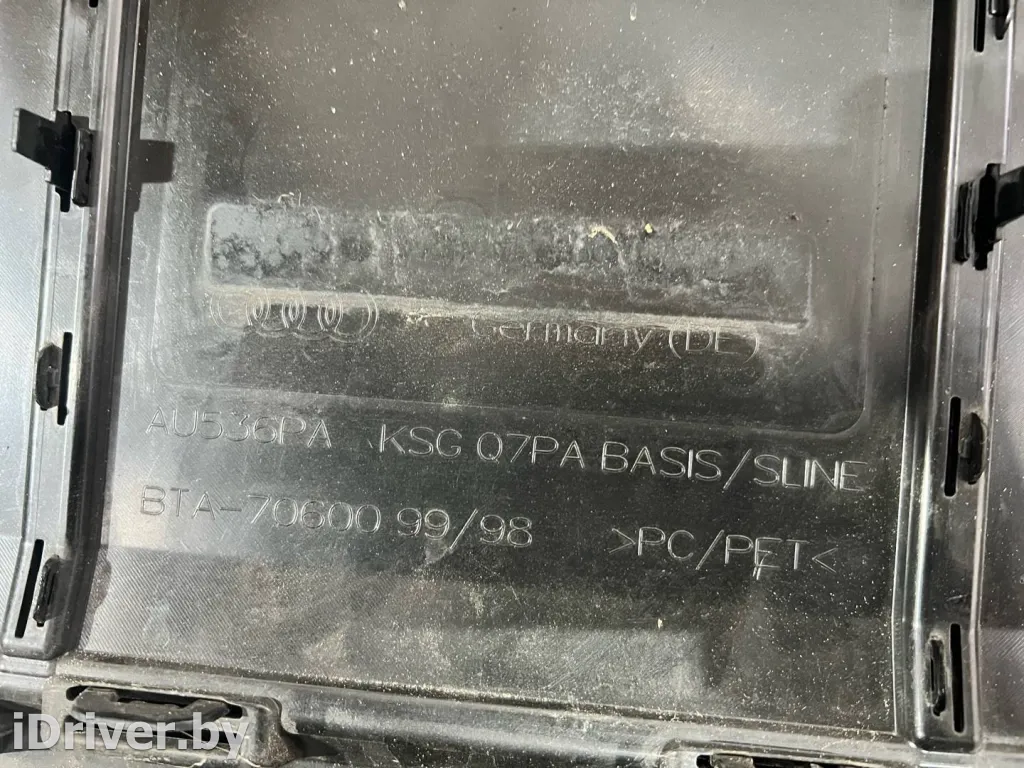 Germany (DE)
AU536PA KSG Q7PA BASIS/SLINE
BTA-70600 99/98 >PC/PET<
iDriver.by